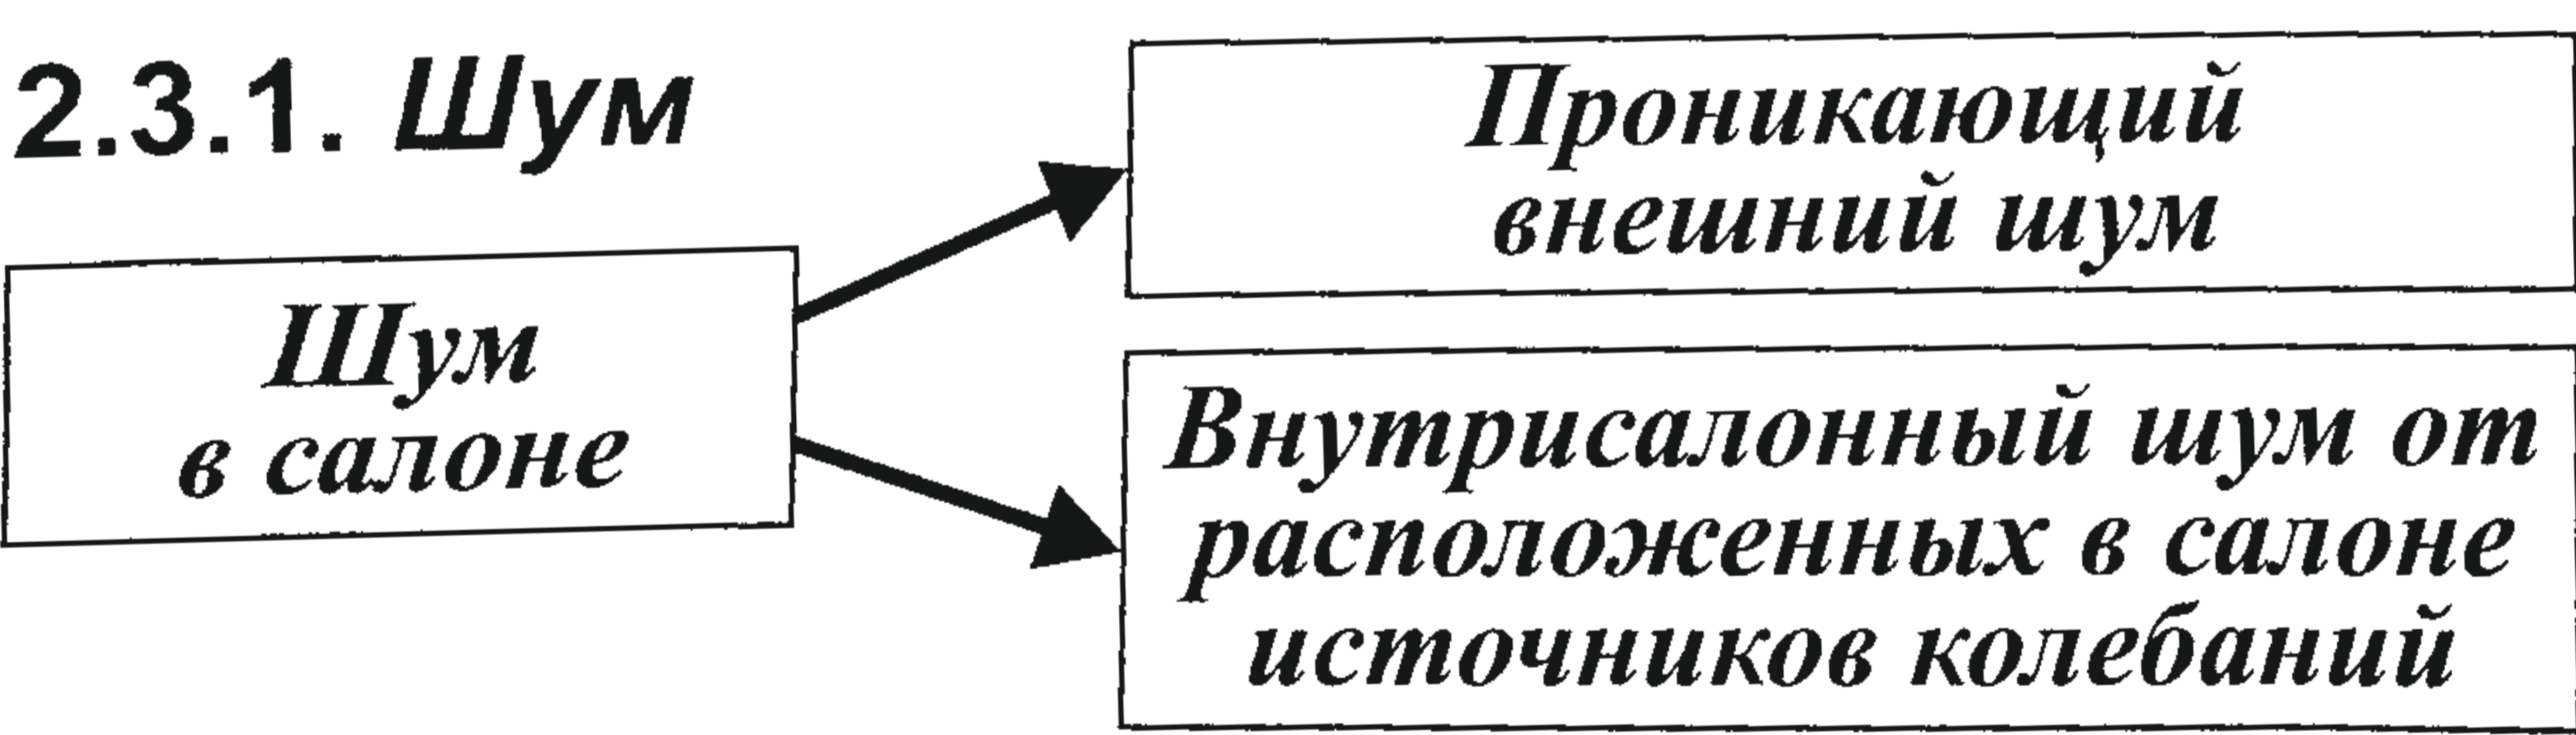 2.3.1. Шум
Шум
в салоне
Проникающий
внешний шум
Внутрисалонный шум от
расположенных в салоне
источников колебаний